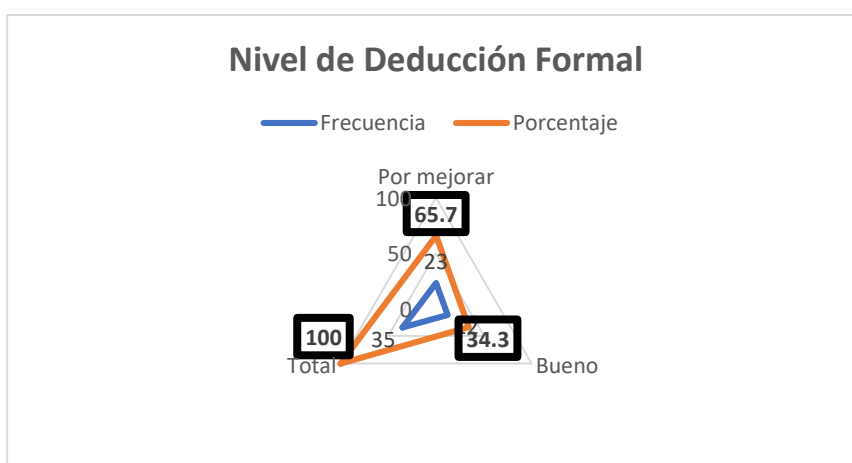 Nivel de Deducción Formal
Frecuencia Porcentaje
Por mejorar
100
65.7
50
23
0
100
35
34.3
Total
Bueno